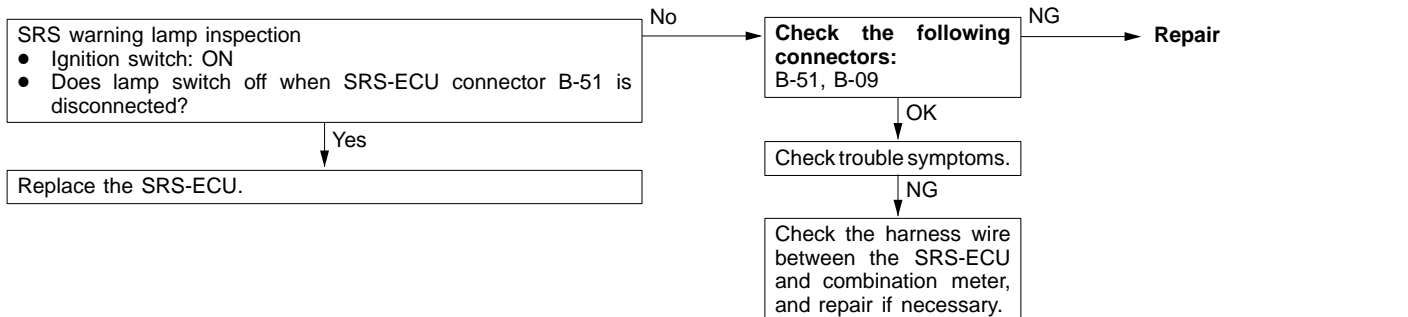 SRS warning lamp inspection
● Ignition switch: ON
● Does lamp switch off when SRS-ECU connector B-51 is
disconnected?
No
Check the following
connectors:
B-51, B-09
NG
Repair
Yes
Replace the SRS-ECU.
OK
Check trouble symptoms.
NG
Check the harness wire
between the SRS-ECU
and combination meter,
and repair if necessary.